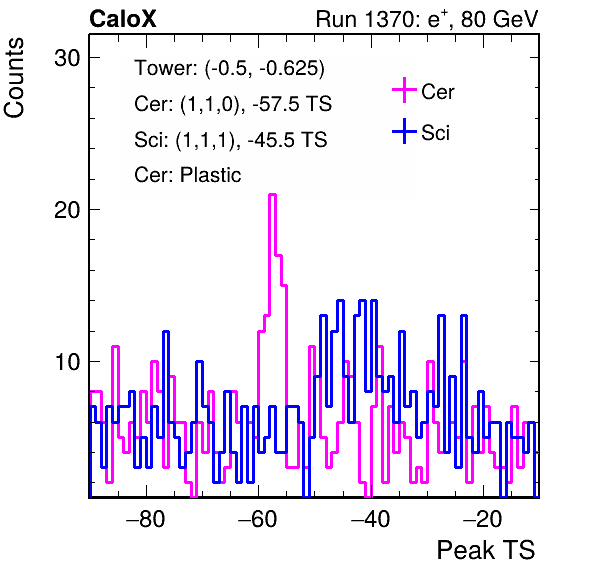 CaloX Run 1370: e⁺, 80 GeV
Counts
30
20
10
Tower: (-0.5, -0.625)
Cer: (1,1,0), -57.5 TS
Sci: (1,1,1), -45.5 TS
Cer: Plastic
Cer
Sci
−80 −60 −40 −20
Peak TS